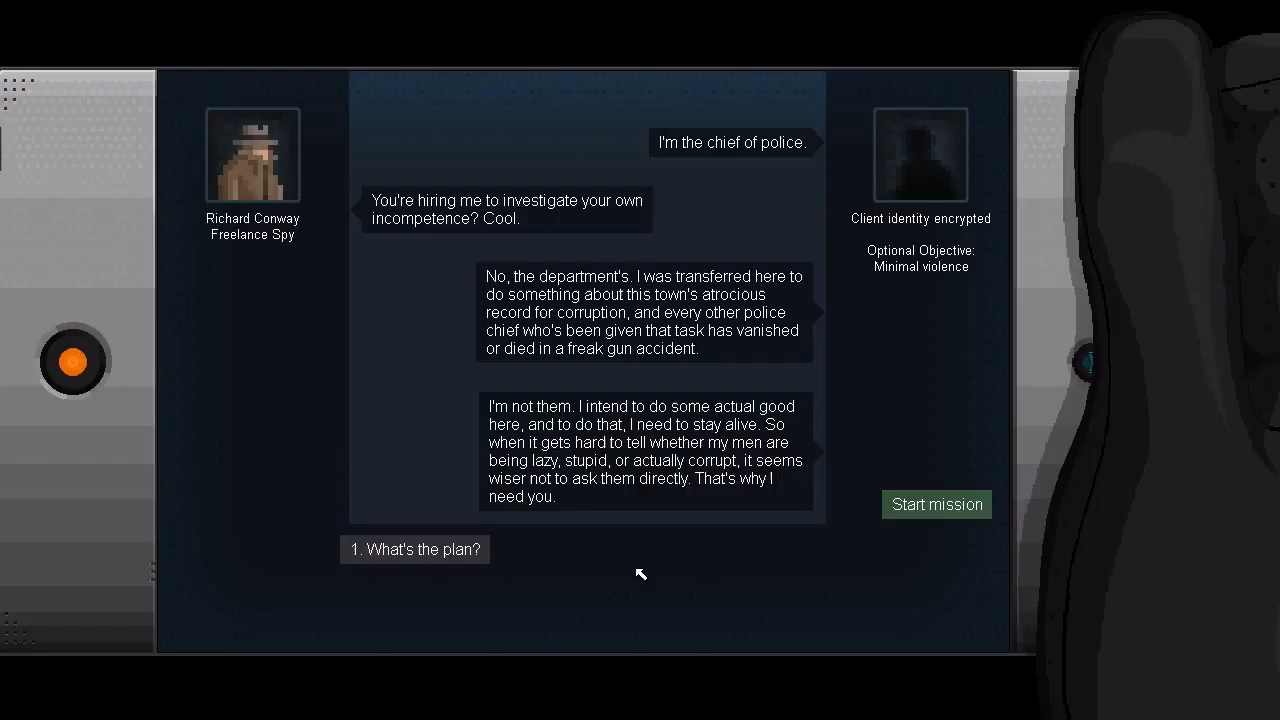 I'm the chief of police.
You're hiring me to investigate your own
incompetence? Cool.
Richard Conway
Freelance Spy
Client identity encrypted
Optional Objective:
Minimal violence
No, the department's. I was transferred here to
do something about this town's atrocious
record for corruption, and every other police
chief who's been given that task has vanished
or died in a freak gun accident.
I'm not them. I intend to do some actual good
here, and to do that, I need to stay alive. So
when it gets hard to tell whether my men are
being lazy, stupid, or actually corrupt, it seems
wiser not to ask them directly. That's why I
need you.
Start mission
1. What's the plan?